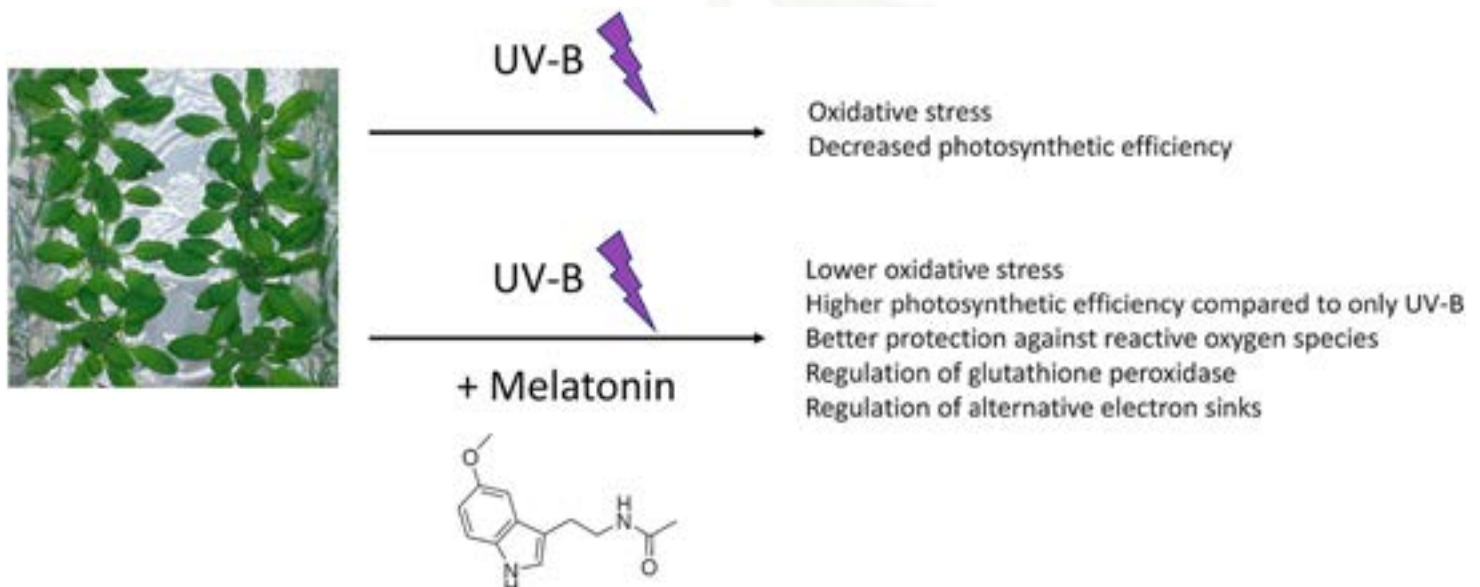 UV-B
Oxidative stress
Decreased photosynthetic efficiency
UV-B
+ Melatonin
Lower oxidative stress
Higher photosynthetic efficiency compared to only UV-B
Better protection against reactive oxygen species
Regulation of glutathione peroxidase
Regulation of alternative electron sinks
O
H
N
N
H
O